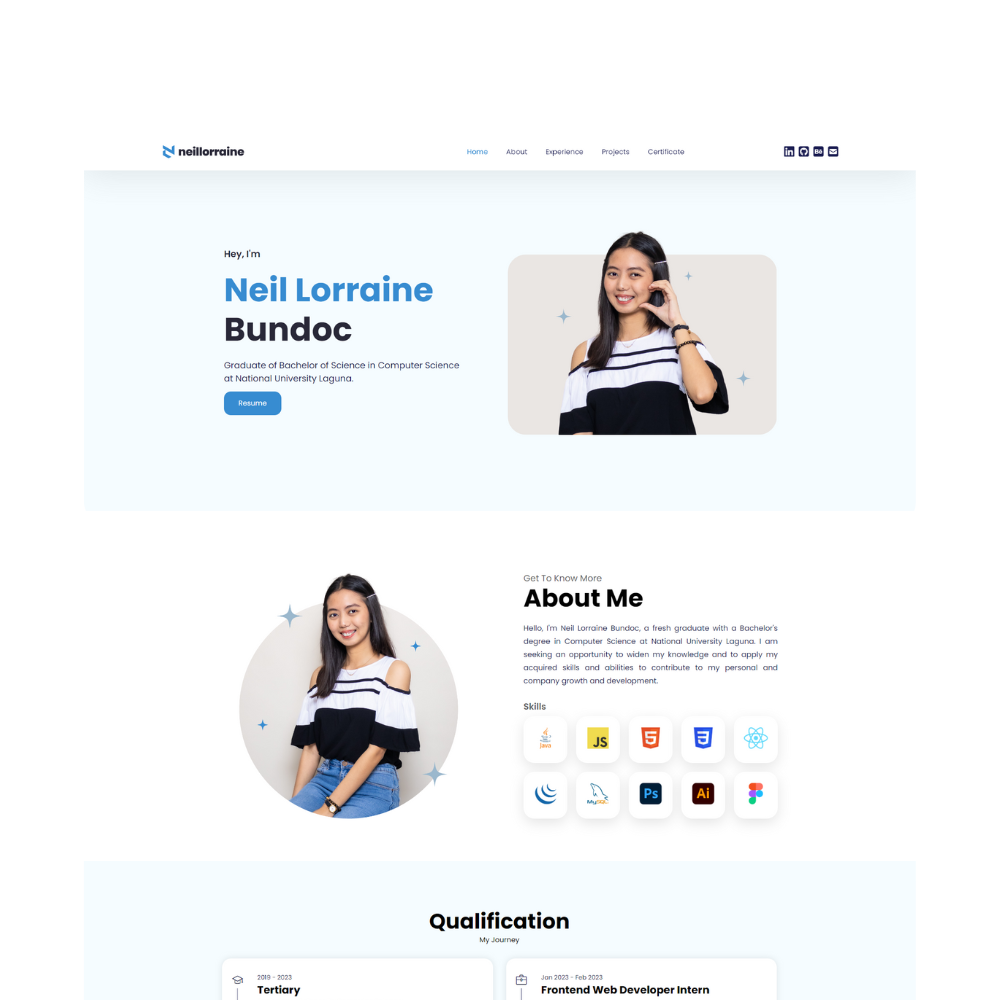 neillorraine
Home About Experience Projects Certificate
in Bē
Hey, I'm
Neil Lorraine
Bundoc
Graduate of Bachelor of Science in Computer Science
at National University Laguna.
Resume
Get To Know More
About Me
Hello, I'm Neil Lorraine Bundoc, a fresh graduate with a Bachelor's
degree in Computer Science at National University Laguna. I am
seeking an opportunity to widen my knowledge and to apply my
acquired skills and abilities to contribute to my personal and
company growth and development.
Skills
Java JS 5 3
MySQL Ps Ai
Qualification
My Journey
2019 - 2023
Tertiary
Jan 2023 - Feb 2023
Frontend Web Developer Intern